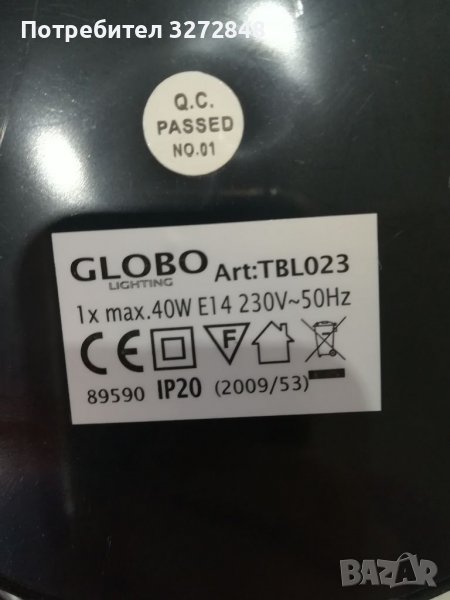 Потребител 3272848
Q.C.
PASSED
NO.01
GLOBO Art:TBL023
LIGHTING
1x max.40W E14 230V~50Hz
CE F
89590 IP20 (2009/53)
BAZAR